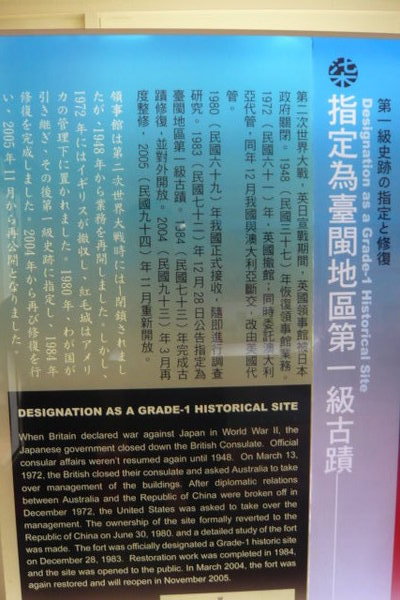 第一級史跡の指定と修復
Designation as a Grade-1 Historical Site
柒 指定為臺閩地區第一級古蹟
第二次世界大戰，英日宣戰期間，英國領事館被日本
政府關閉。1948（民國三十七）年恢復領事館業務。
1972（民國六十一）年，英國撤館；同時委託澳大利
亞代管，同年12月我國與澳大利亞斷交，改由美國代
管。
1980（民國六十九）年我國正式接收，隨即進行調查
研究。1983（民國七十二）年12月28日公告指定為
臺閩地區第一級古蹟。1984（民國七十三）年完成古
蹟修復，並對外開放。2004（民國九十三）年3月再
度整修，2005（民國九十四）年11月重新開放。
領事館は第二次世界大戦時には一時閉鎖されまし
たが、1948年から業務を再開しました。しかし、
1972年にはイギリスが撤収し、紅毛城はアメリ
カの管理下に置かれました。1980年、わが国が
引き継ぎ、その後第一級史跡に指定し、1984年
修復を完成しました。2004年から再び修復を行
い、2005年11月から再公開となりました。
DESIGNATION AS A GRADE-1 HISTORICAL SITE
When Britain declared war against Japan in World War II, the
Japanese government closed down the British Consulate. Official
consular affairs weren't resumed again until 1948. On March 13,
1972, the British closed their consulate and asked Australia to take
over management of the buildings. After diplomatic relations
between Australia and the Republic of China were broken off in
December 1972, the United States was asked to take over the
management. The ownership of the site formally reverted to the
Republic of China on June 30, 1980. and a detailed study of the fort
was made. The fort was officially designated a Grade-1 historic site
on December 28, 1983. Restoration work was completed in 1984,
and the site was opened to the public. In March 2004, the fort was
again restored and will reopen in November 2005.